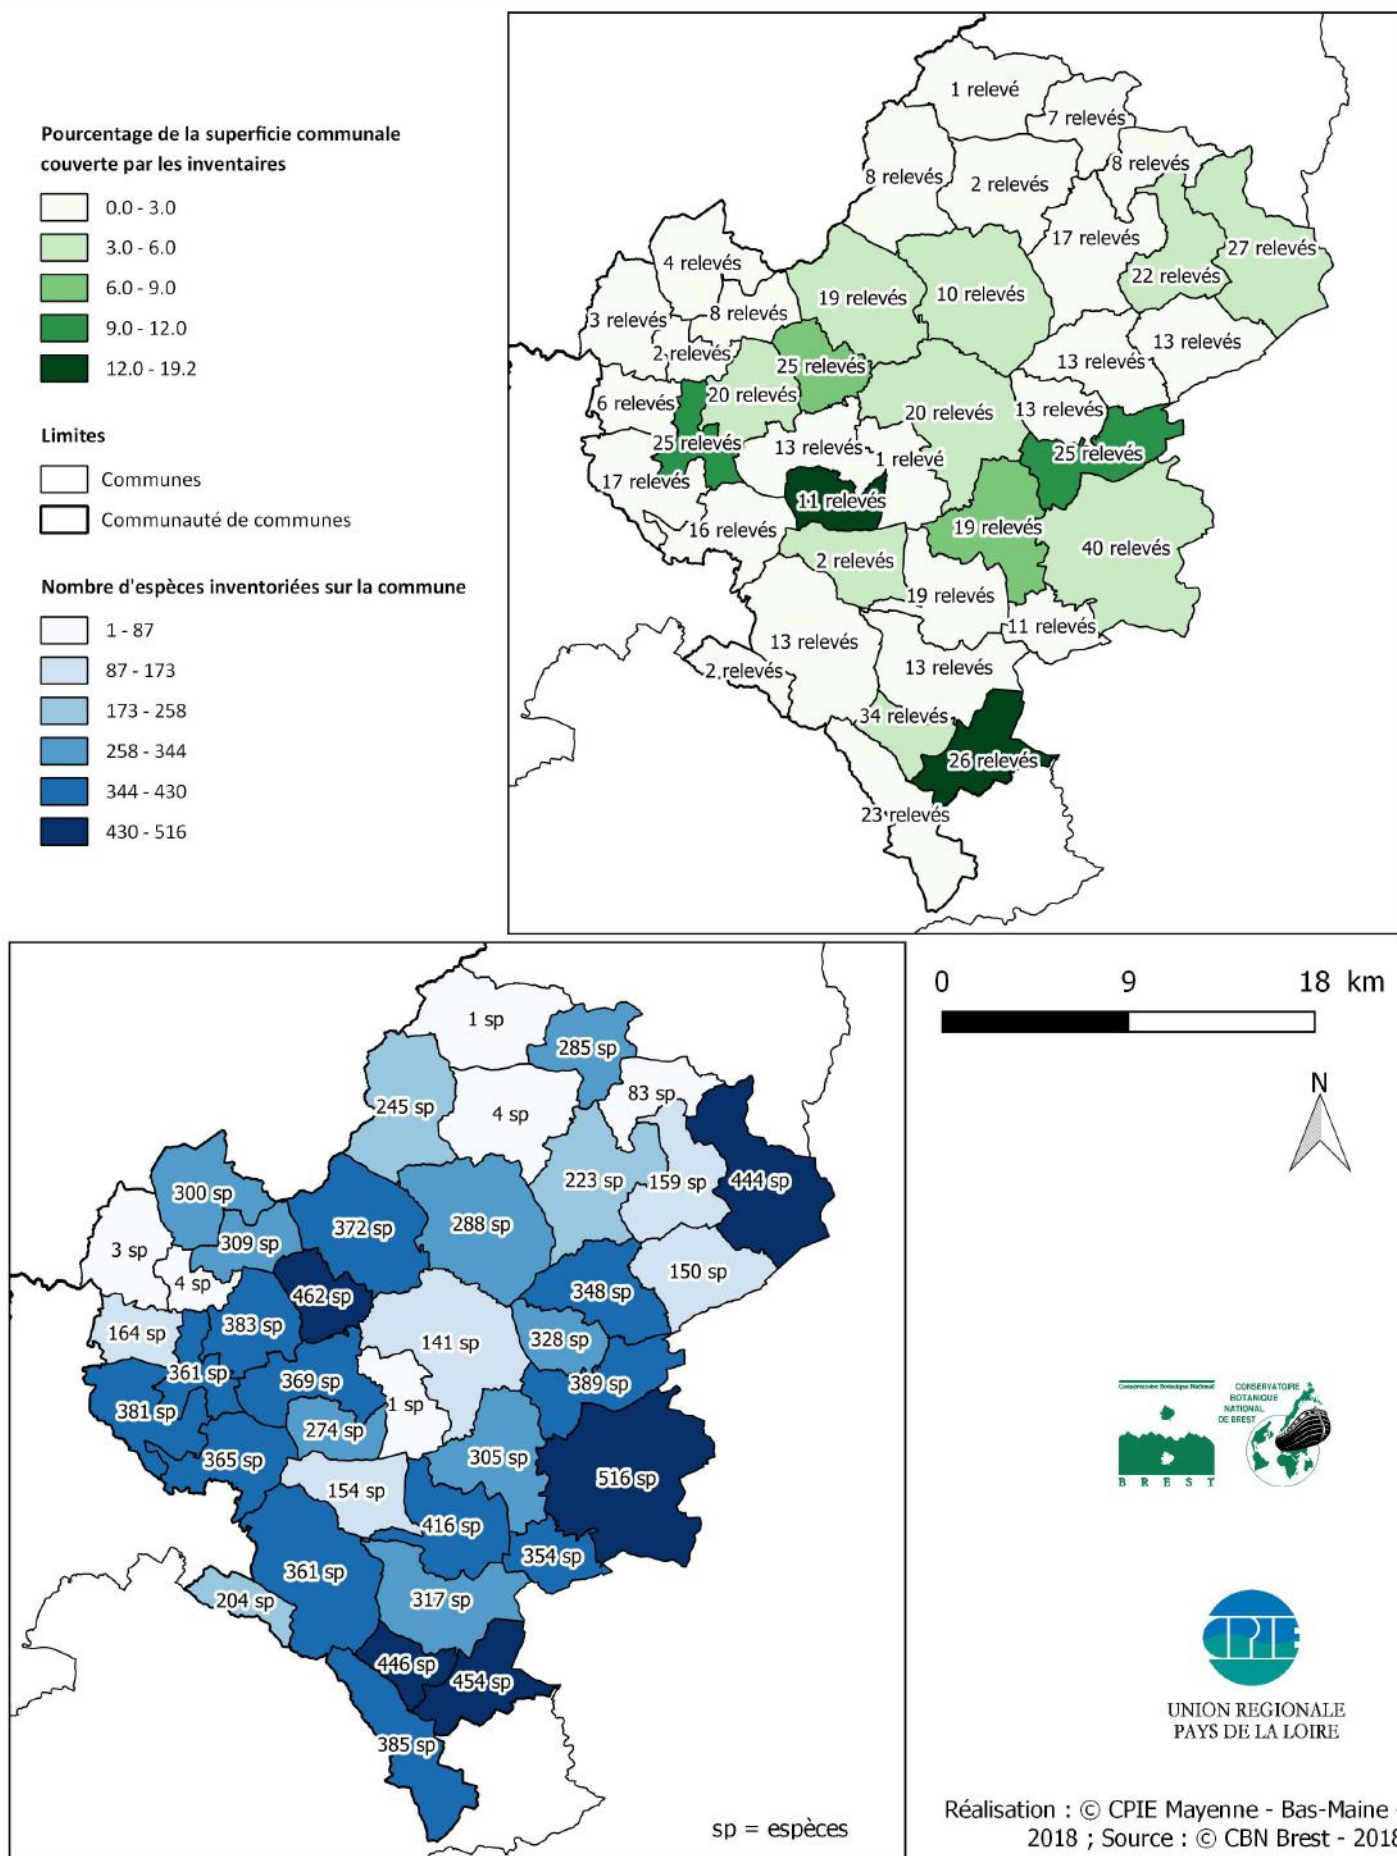 Pourcentage de la superficie communale
couverte par les inventaires
0.0 - 3.0
3.0 - 6.0
6.0 - 9.0
9.0 - 12.0
12.0 - 19.2
Limites
Communes
Communauté de communes
Nombre d'espèces inventoriées sur la commune
1 - 87
87 - 173
173 - 258
258 - 344
344 - 430
430 - 516
1 relevé
7 relevés
8 relevés
8 relevés
2 relevés
17 relevés
27 relevés
22 relevés
4 relevés
19 relevés
10 relevés
3 relevés
8 relevés
13 relevés
13 relevés
2 relevés
25 relevés
6 relevés
20 relevés
20 relevés
13 relevés
25 relevés
13 relevés
1 relevé
25 relevés
17 relevés
11 relevés
16 relevés
19 relevés
40 relevés
2 relevés
19 relevés
11 relevés
13 relevés
13 relevés
2 relevés
34 relevés
26 relevés
23 relevés
0 9 18 km
N
1 sp
285 sp
83 sp
245 sp
4 sp
223 sp
159 sp
444 sp
300 sp
372 sp
288 sp
309 sp
3 sp
150 sp
4 sp
462 sp
348 sp
164 sp
383 sp
141 sp
328 sp
361 sp
369 sp
389 sp
381 sp
1 sp
274 sp
365 sp
305 sp
516 sp
154 sp
416 sp
354 sp
361 sp
204 sp
317 sp
446 sp
454 sp
385 sp
sp = espèces
Conservatoire Botanique National
BREST
CONSERVATOIRE
BOTANIQUE
NATIONAL
DE BREST
CPIE
UNION REGIONALE
PAYS DE LA LOIRE
Réalisation : © CPIE Mayenne - Bas-Maine -
2018 ; Source : © CBN Brest - 2018